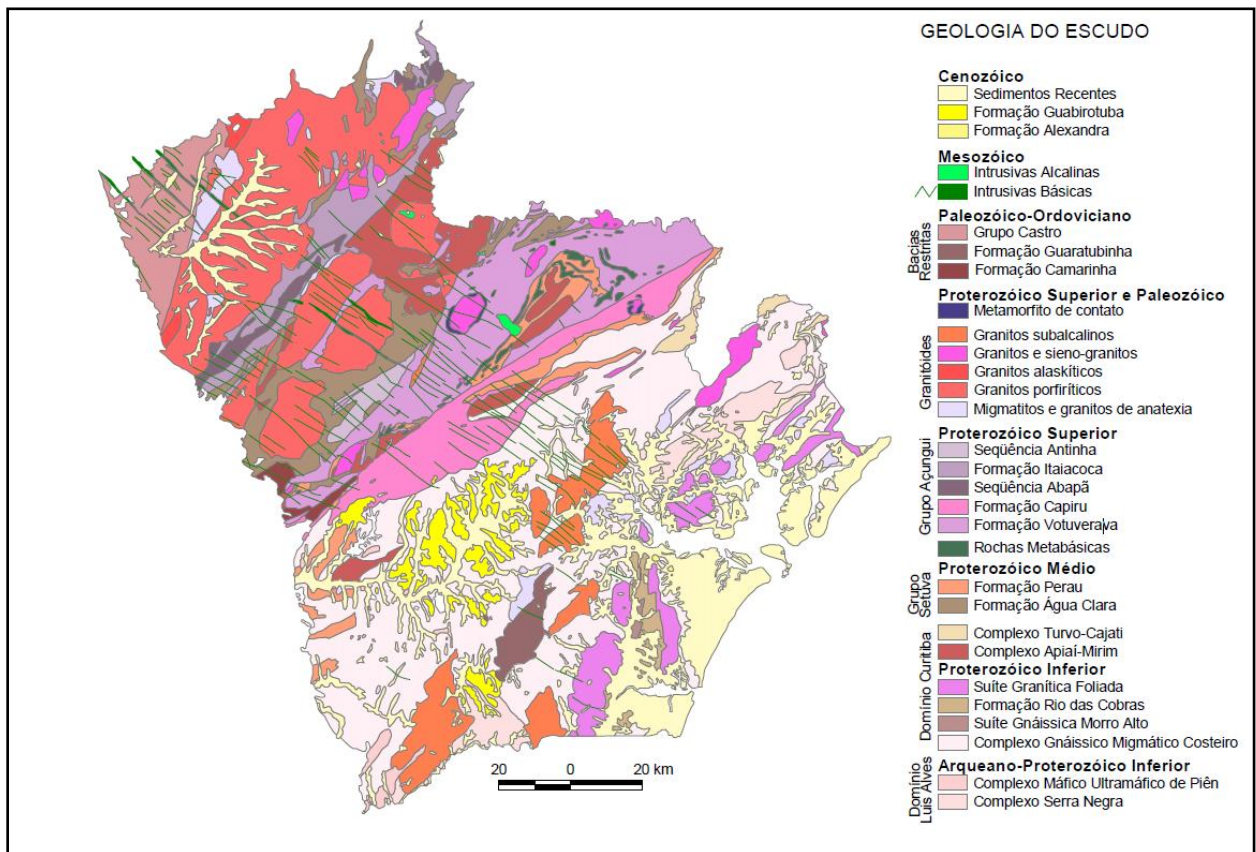 GEOLOGIA DO ESCUDO
Cenozóico
Sedimentos Recentes
Formação Guabirotuba
Formação Alexandra
Mesozóico
Intrusivas Alcalinas
Intrusivas Básicas
Paleozóico-Ordoviciano
Bacias
Restritas
Grupo Castro
Formação Guaratubinha
Formação Camarinha
Proterozóico Superior e Paleozóico
Metamorfito de contato
Granitóides
Granitos subalcalinos
Granitos e sieno-granitos
Granitos alaskíticos
Granitos porfiríticos
Migmatitos e granitos de anatexia
Proterozóico Superior
Grupo Açungui
Seqüência Antinha
Formação Itaiacoca
Seqüência Abapã
Formação Capiru
Formação Votuverava
Rochas Metabásicas
Proterozóico Médio
Grupo
Setuva
Formação Perau
Formação Água Clara
Domínio Curitiba
Complexo Turvo-Cajati
Complexo Apiaí-Mirim
Proterozóico Inferior
Suíte Granítica Foliada
Formação Rio das Cobras
Suíte Gnáissica Morro Alto
Complexo Gnáissico Migmático Costeiro
Arqueano-Proterozóico Inferior
Domínio
Luis Alves
Complexo Máfico Ultramáfico de Piên
Complexo Serra Negra
20 0 20 km